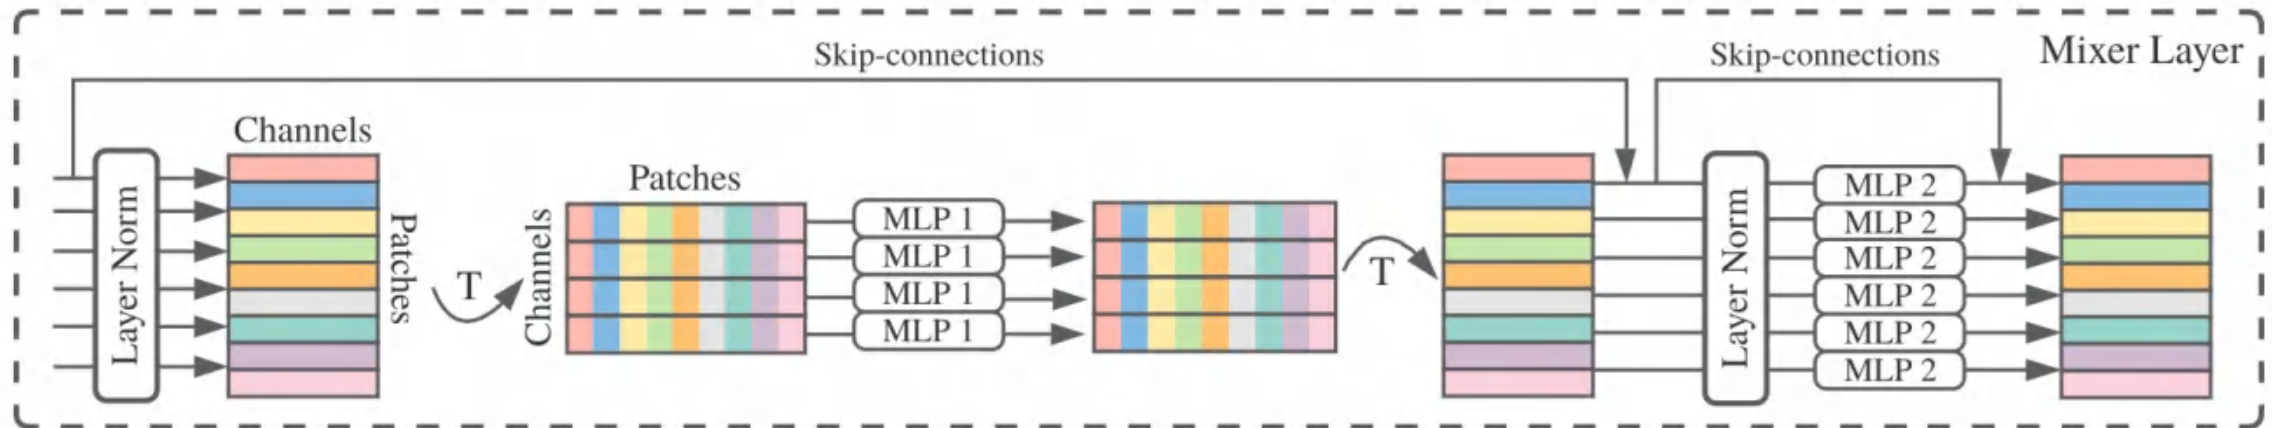 Skip-connections
Skip-connections
Mixer Layer
Channels
Layer Norm
Patches
T
Patches
Channels
MLP 1
MLP 1
MLP 1
MLP 1
T
Layer Norm
MLP 2
MLP 2
MLP 2
MLP 2
MLP 2
MLP 2